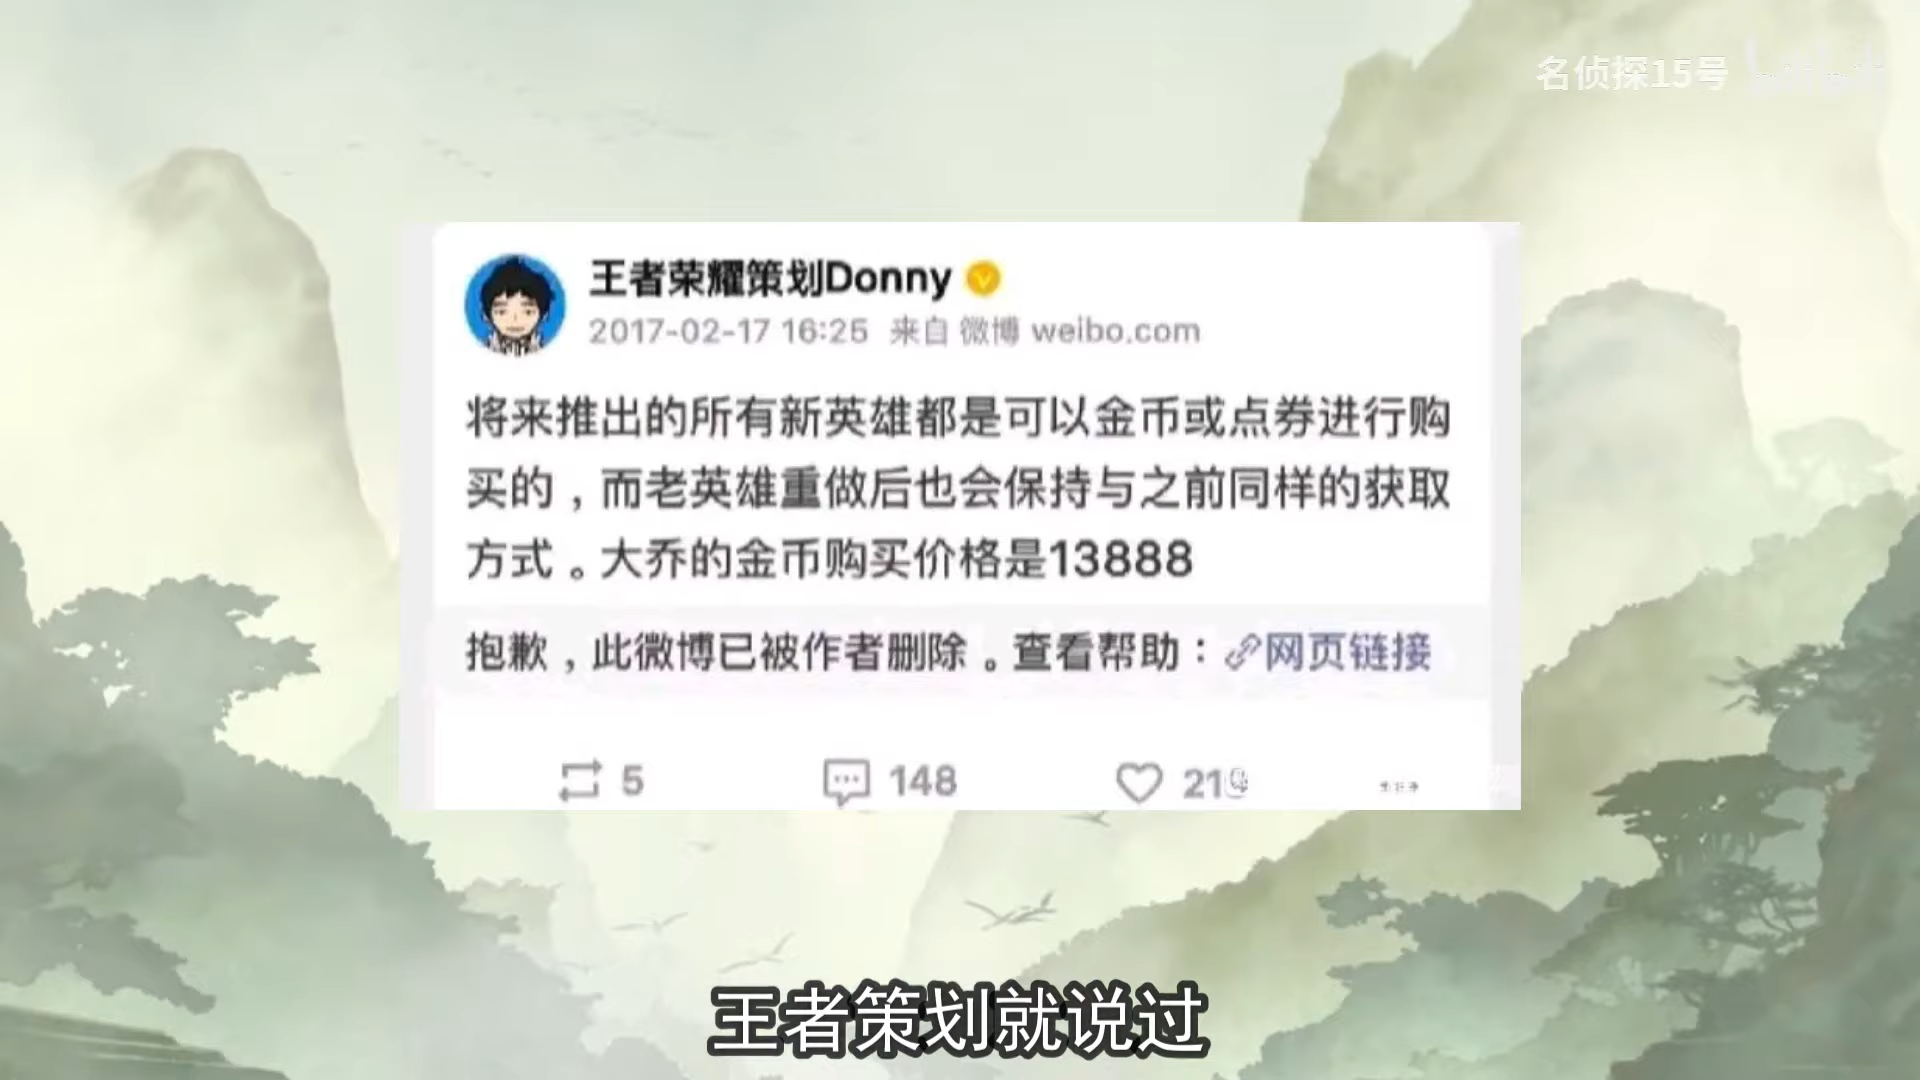 名侦探15号
王者荣耀策划Donny
2017-02-17 16:25 来自 微博 weibo.com
将来推出的所有新英雄都是可以金币或点券进行购
买的，而老英雄重做后也会保持与之前同样的获取
方式。大乔的金币购买价格是13888
抱歉，此微博已被作者删除。查看帮助：网页链接
5
148
王者策划就说过